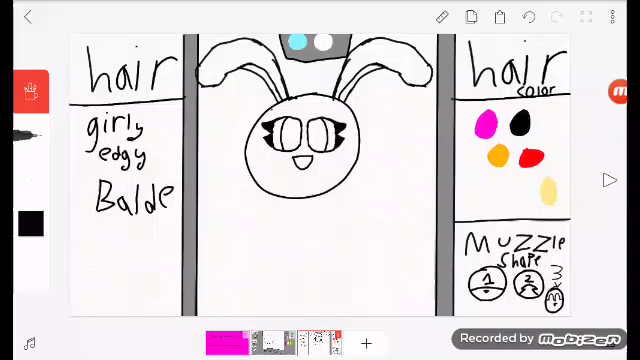 hair
girly
edgy
Balde
hair
color
Muzzle
Shape
1
2
3
Recorded by
mobizen